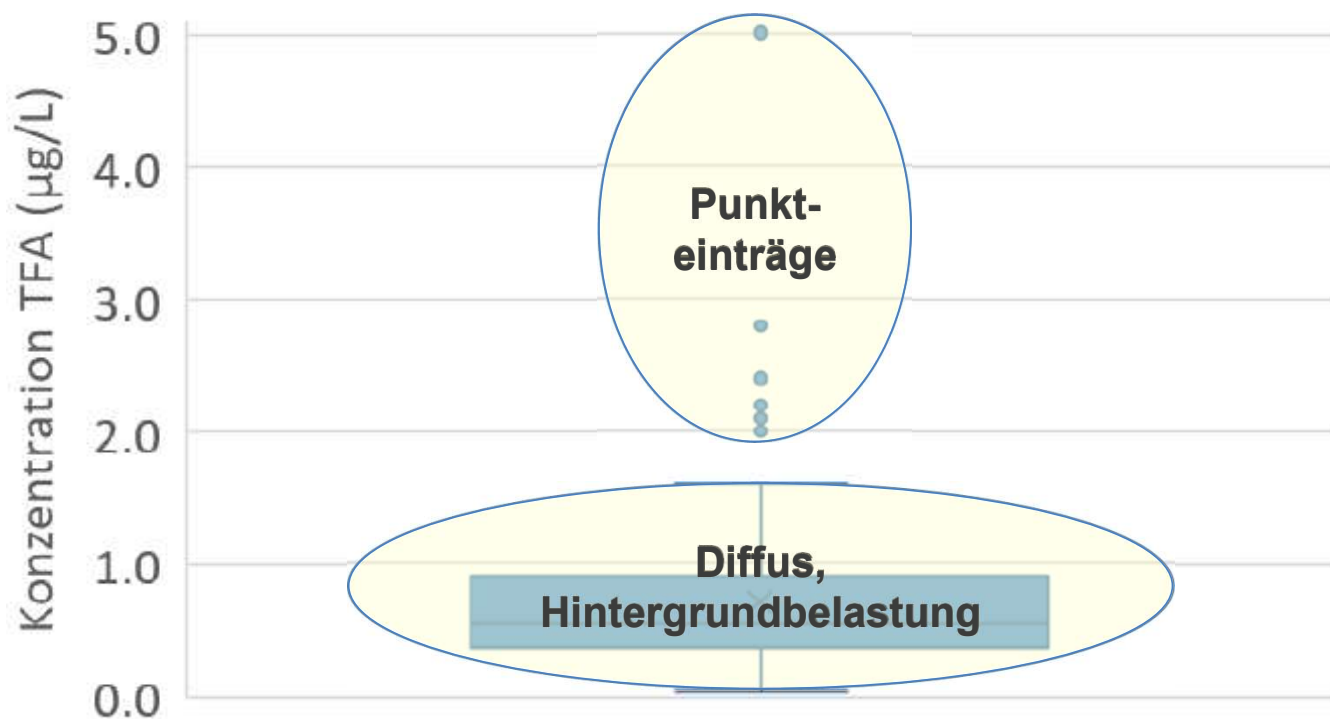 Konzentration TFA (µg/L)
5.0
4.0
3.0
2.0
1.0
0.0
Punkt-
einträge
Diffus,
Hintergrundbelastung